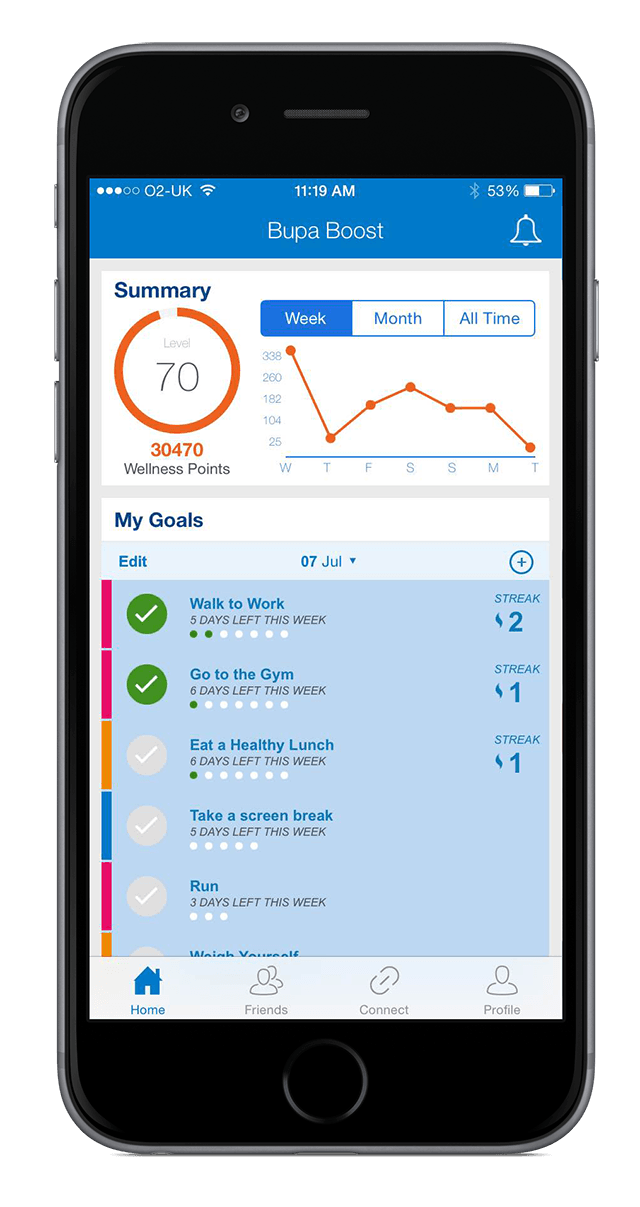 O2-UK 11:19 AM 53%
Bupa Boost
Summary
Level
70
30470
Wellness Points
Week Month All Time
338
260
182
104
25
W T F S S M T
My Goals
Edit 07 Jul ▼
Walk to Work
5 DAYS LEFT THIS WEEK
STREAK
2
Go to the Gym
6 DAYS LEFT THIS WEEK
STREAK
1
Eat a Healthy Lunch
6 DAYS LEFT THIS WEEK
STREAK
1
Take a screen break
5 DAYS LEFT THIS WEEK
Run
3 DAYS LEFT THIS WEEK
Weigh Yourself
Home Friends Connect Profile